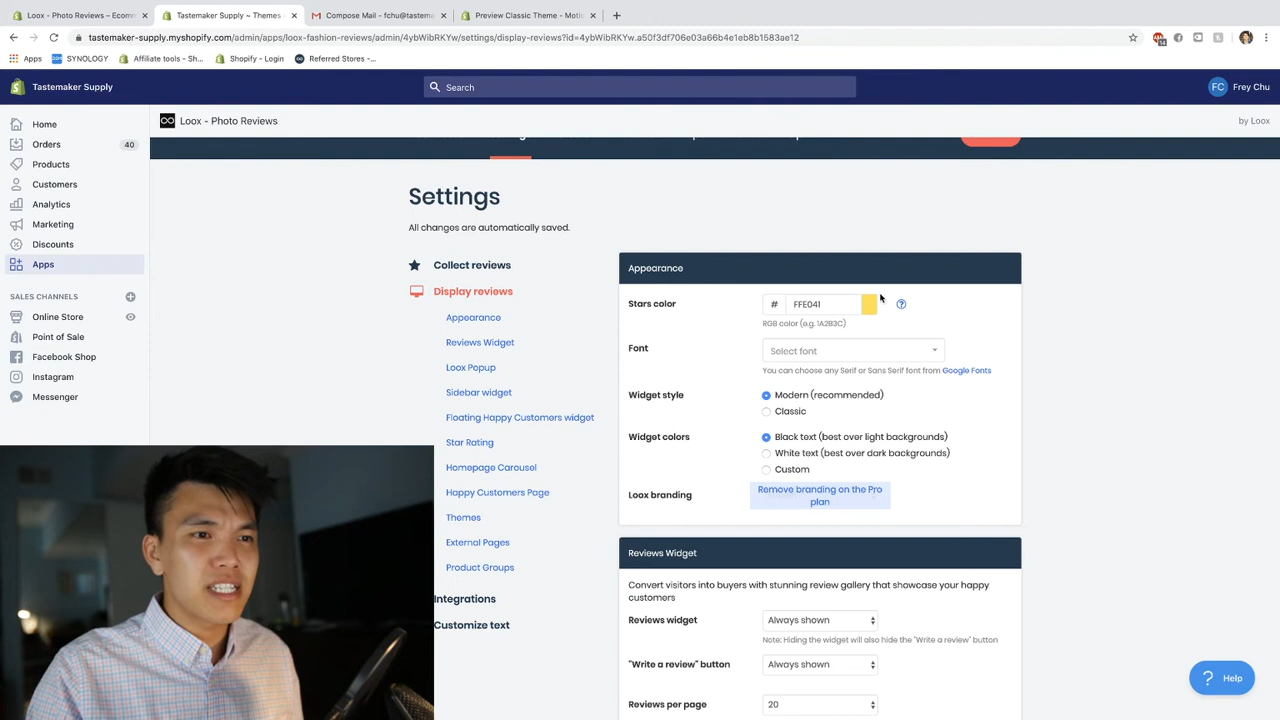 Loox - Photo Reviews – Ecomm
Tastemaker Supply ~ Themes
Compose Mail - fchu@tastema
Preview Classic Theme - Motio
tastemaker-supply.myshopify.com/admin/apps/loox-fashion-reviews/admin/4ybWibRKYw/settings/display-reviews?id=4ybWibRKYw.a50f3df706e03a66b4e1eb8b1583ae12
14
Apps
SYNOLOGY
Affiliate tools - Sh...
Shopify - Login
Referred Stores -...
Tastemaker Supply
Search
FC
Frey Chu
Loox - Photo Reviews
by Loox
Home
Orders
40
Products
Customers
Analytics
Marketing
Discounts
Apps
SALES CHANNELS
Online Store
Point of Sale
Facebook Shop
Instagram
Messenger
Settings
All changes are automatically saved.
Collect reviews
Display reviews
Appearance
Reviews Widget
Loox Popup
Sidebar widget
Floating Happy Customers widget
Star Rating
Homepage Carousel
Happy Customers Page
Themes
External Pages
Product Groups
Integrations
Customize text
Appearance
Stars color
#
FFE041
?
RGB color (e.g. 1A2B3C)
Font
Select font
You can choose any Serif or Sans Serif font from Google Fonts
Widget style
Modern (recommended)
Classic
Widget colors
Black text (best over light backgrounds)
White text (best over dark backgrounds)
Custom
Loox branding
Remove branding on the Pro
plan
Reviews Widget
Convert visitors into buyers with stunning review gallery that showcase your happy
customers
Reviews widget
Always shown
Note: Hiding the widget will also hide the "Write a review" button
"Write a review" button
Always shown
Reviews per page
20
? Help